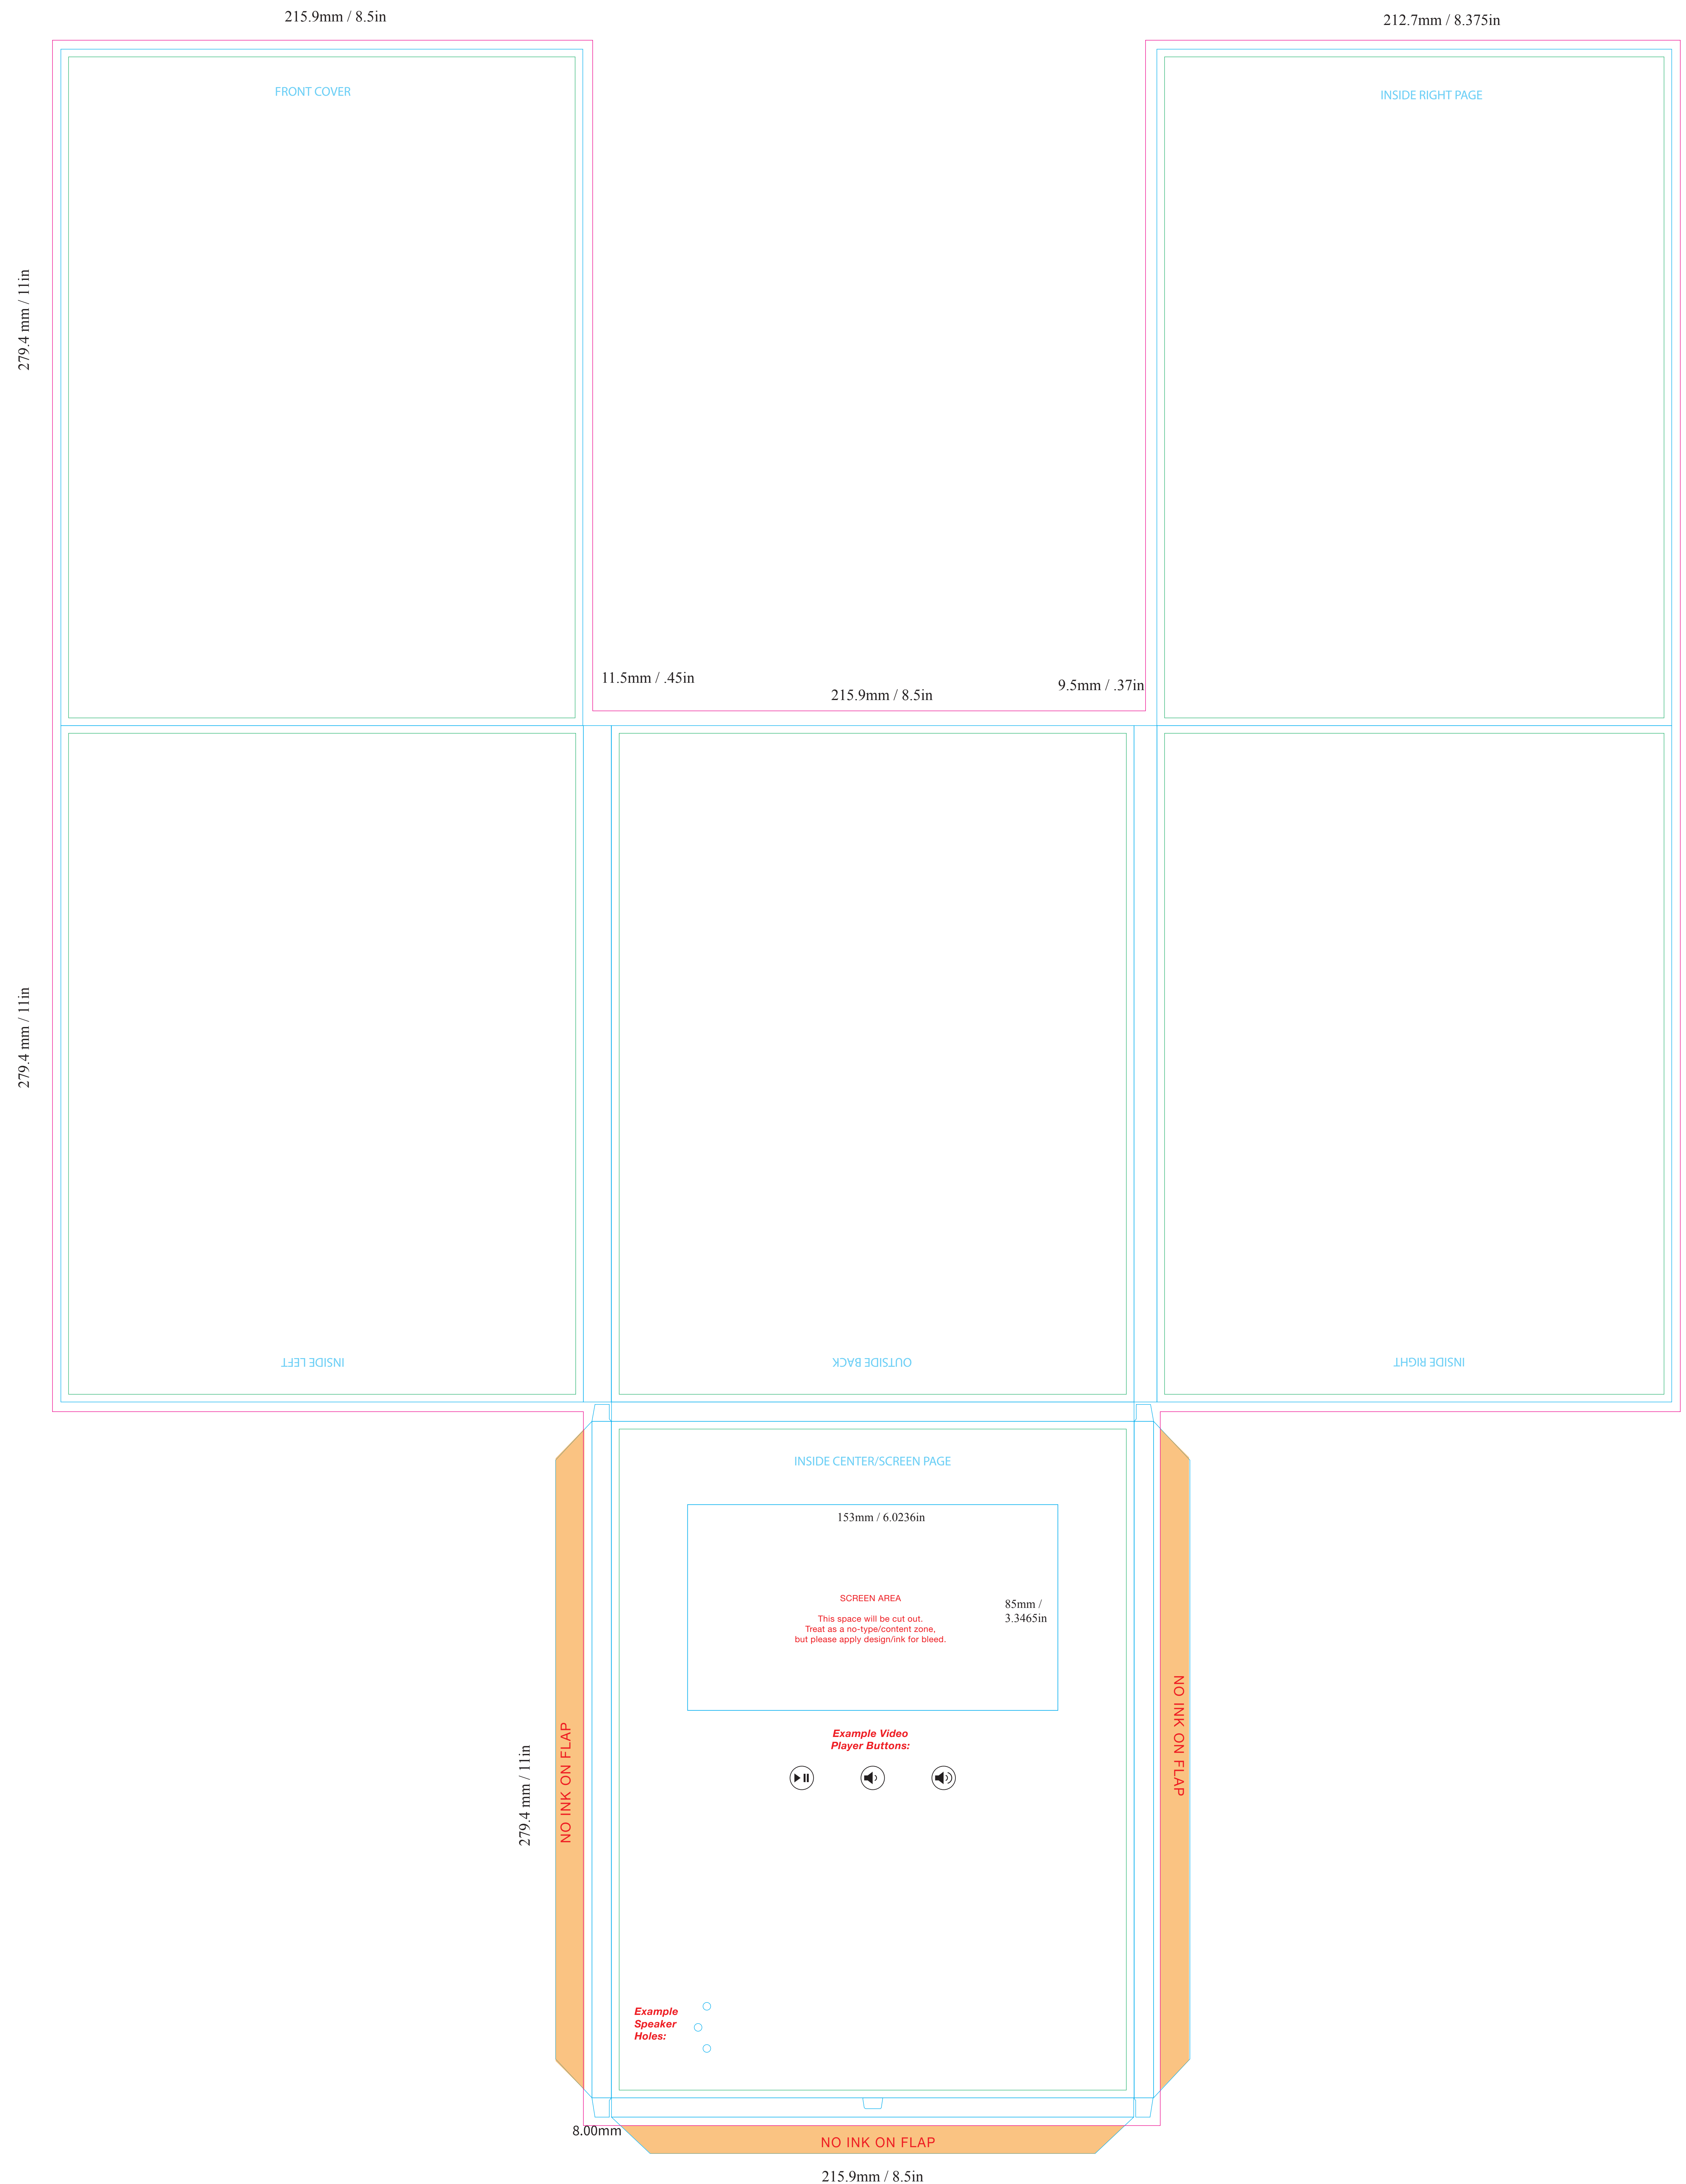 215.9mm / 8.5in
212.7mm / 8.375in
FRONT COVER
INSIDE RIGHT PAGE
279.4 mm / 11in
11.5mm / .45in
215.9mm / 8.5in
9.5mm / .37in
279.4 mm / 11in
INSIDE LEFT
OUTSIDE BACK
INSIDE RIGHT
INSIDE CENTER/SCREEN PAGE
153mm / 6.0236in
SCREEN AREA
This space will be cut out.
Treat as a no-type/content zone,
but please apply design/ink for bleed.
85mm /
3.3465in
Example Video
Player Buttons:
279.4 mm / 11in
NO INK ON FLAP
NO INK ON FLAP
Example
Speaker
Holes:
8.00mm
NO INK ON FLAP
215.9mm / 8.5in